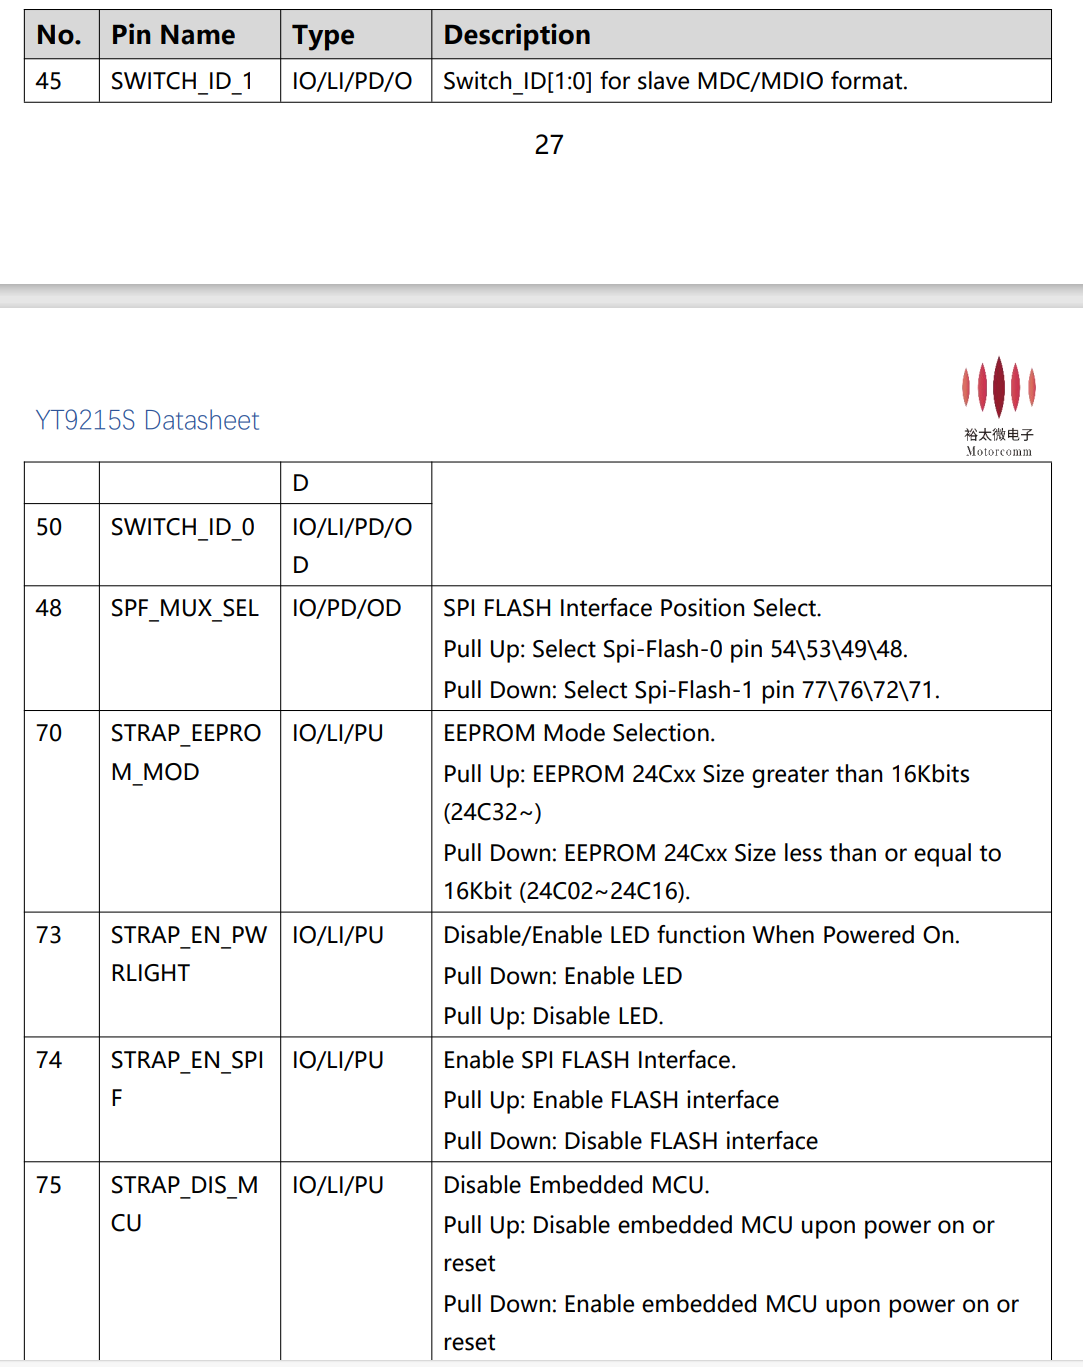 No. Pin Name Type Description
45 SWITCH_ID_1 IO/LI/PD/O Switch_ID[1:0] for slave MDC/MDIO format.
27
裕太微电子
YT9215S Datasheet
Motorcomm
D
50 SWITCH_ID_0 IO/LI/PD/O
D
48 SPF_MUX_SEL IO/PD/OD SPI FLASH Interface Position Select.
Pull Up: Select Spi-Flash-0 pin 54\53\49\48.
Pull Down: Select Spi-Flash-1 pin 77\76\72\71.
70 STRAP_EEPRO IO/LI/PU EEPROM Mode Selection.
M_MOD Pull Up: EEPROM 24Cxx Size greater than 16Kbits
(24C32~)
Pull Down: EEPROM 24Cxx Size less than or equal to
16Kbit (24C02~24C16).
73 STRAP_EN_PW IO/LI/PU Disable/Enable LED function When Powered On.
RLIGHT Pull Down: Enable LED
Pull Up: Disable LED.
74 STRAP_EN_SPI IO/LI/PU Enable SPI FLASH Interface.
F Pull Up: Enable FLASH interface
Pull Down: Disable FLASH interface
75 STRAP_DIS_M IO/LI/PU Disable Embedded MCU.
CU Pull Up: Disable embedded MCU upon power on or
reset
Pull Down: Enable embedded MCU upon power on or
reset